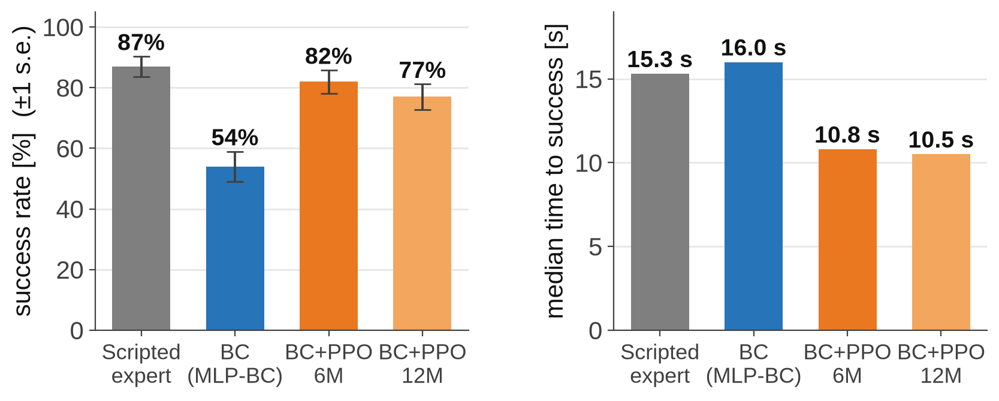 success rate [%]  (±1 s.e.)
100
80
60
40
20
0
87%
54%
82%
77%
Scripted
expert
BC
(MLP-BC)
BC+PPO
6M
BC+PPO
12M
median time to success [s]
15
10
5
0
15.3 s
16.0 s
10.8 s
10.5 s
Scripted
expert
BC
(MLP-BC)
BC+PPO
6M
BC+PPO
12M